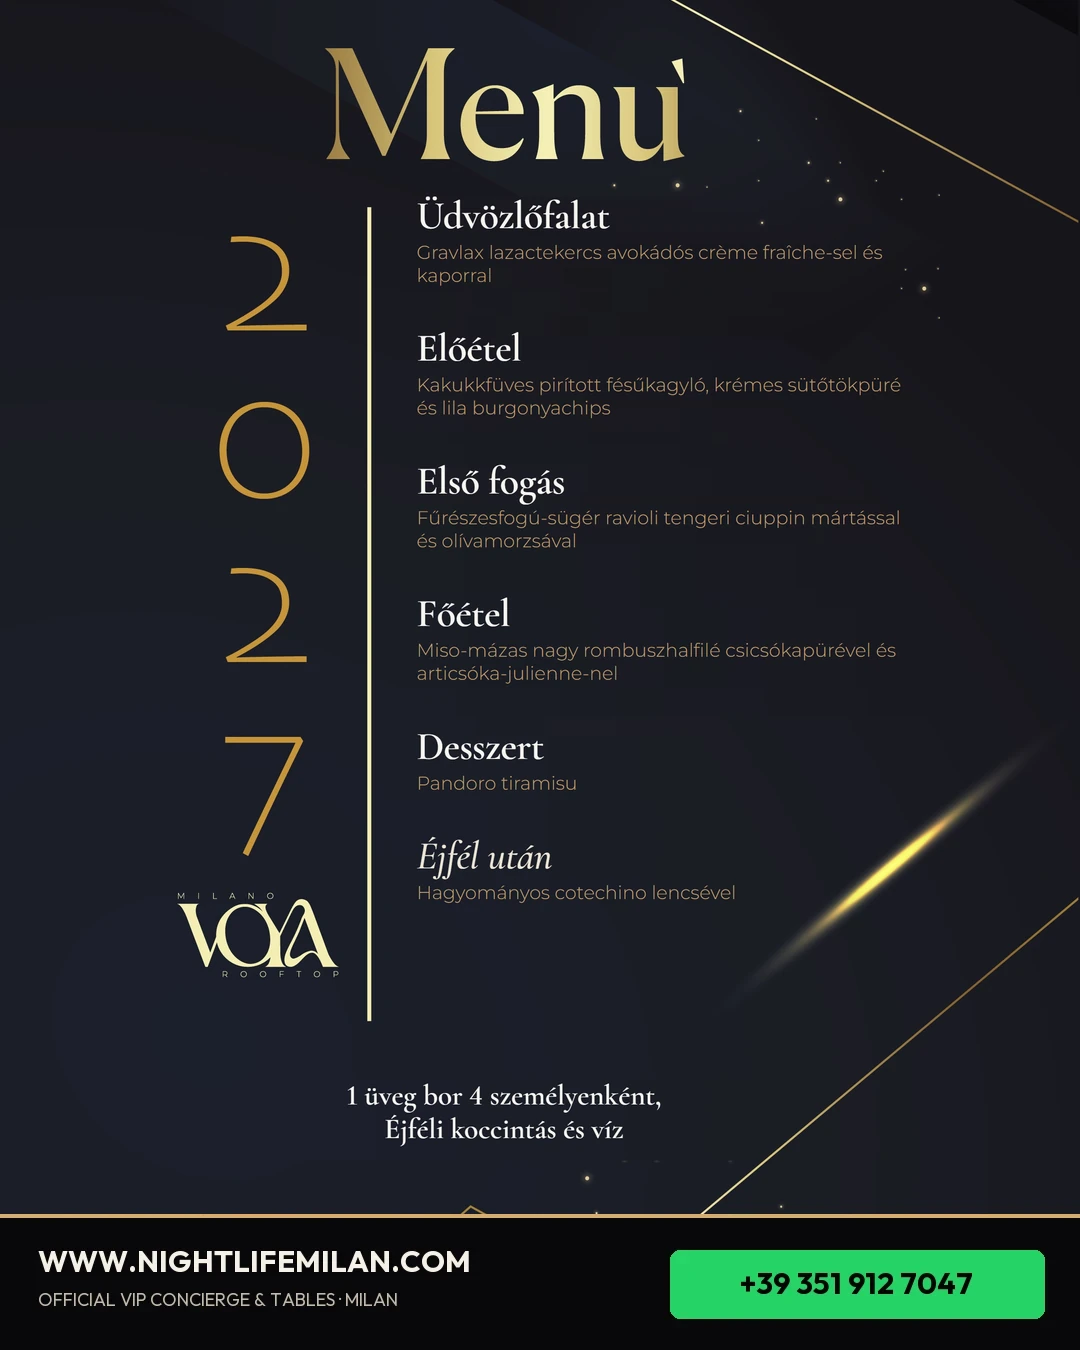 Menù
2
0
2
7
MILANO
VOYA
ROOFTOP
Üdvözlőfalat
Gravlax lazactekercs avokádós crème fraîche-sel és
kaporral
Előétel
Kakukkfüves pirított fésűkagyló, krémes sütőtökpüré
és lila burgonyachips
Első fogás
Fűrészesfogú-sügér ravioli tengeri ciuppin mártással
és olívamorzsával
Főétel
Miso-mázas nagy rombuszhalfilé csicsókapürével és
articsóka-julienne-nel
Desszert
Pandoro tiramisu
Éjfél után
Hagyományos cotechino lencsével
1 üveg bor 4 személyenként,
Éjféli koccintás és víz
WWW.NIGHTLIFEMILAN.COM
OFFICIAL VIP CONCIERGE & TABLES · MILAN
+39 351 912 7047